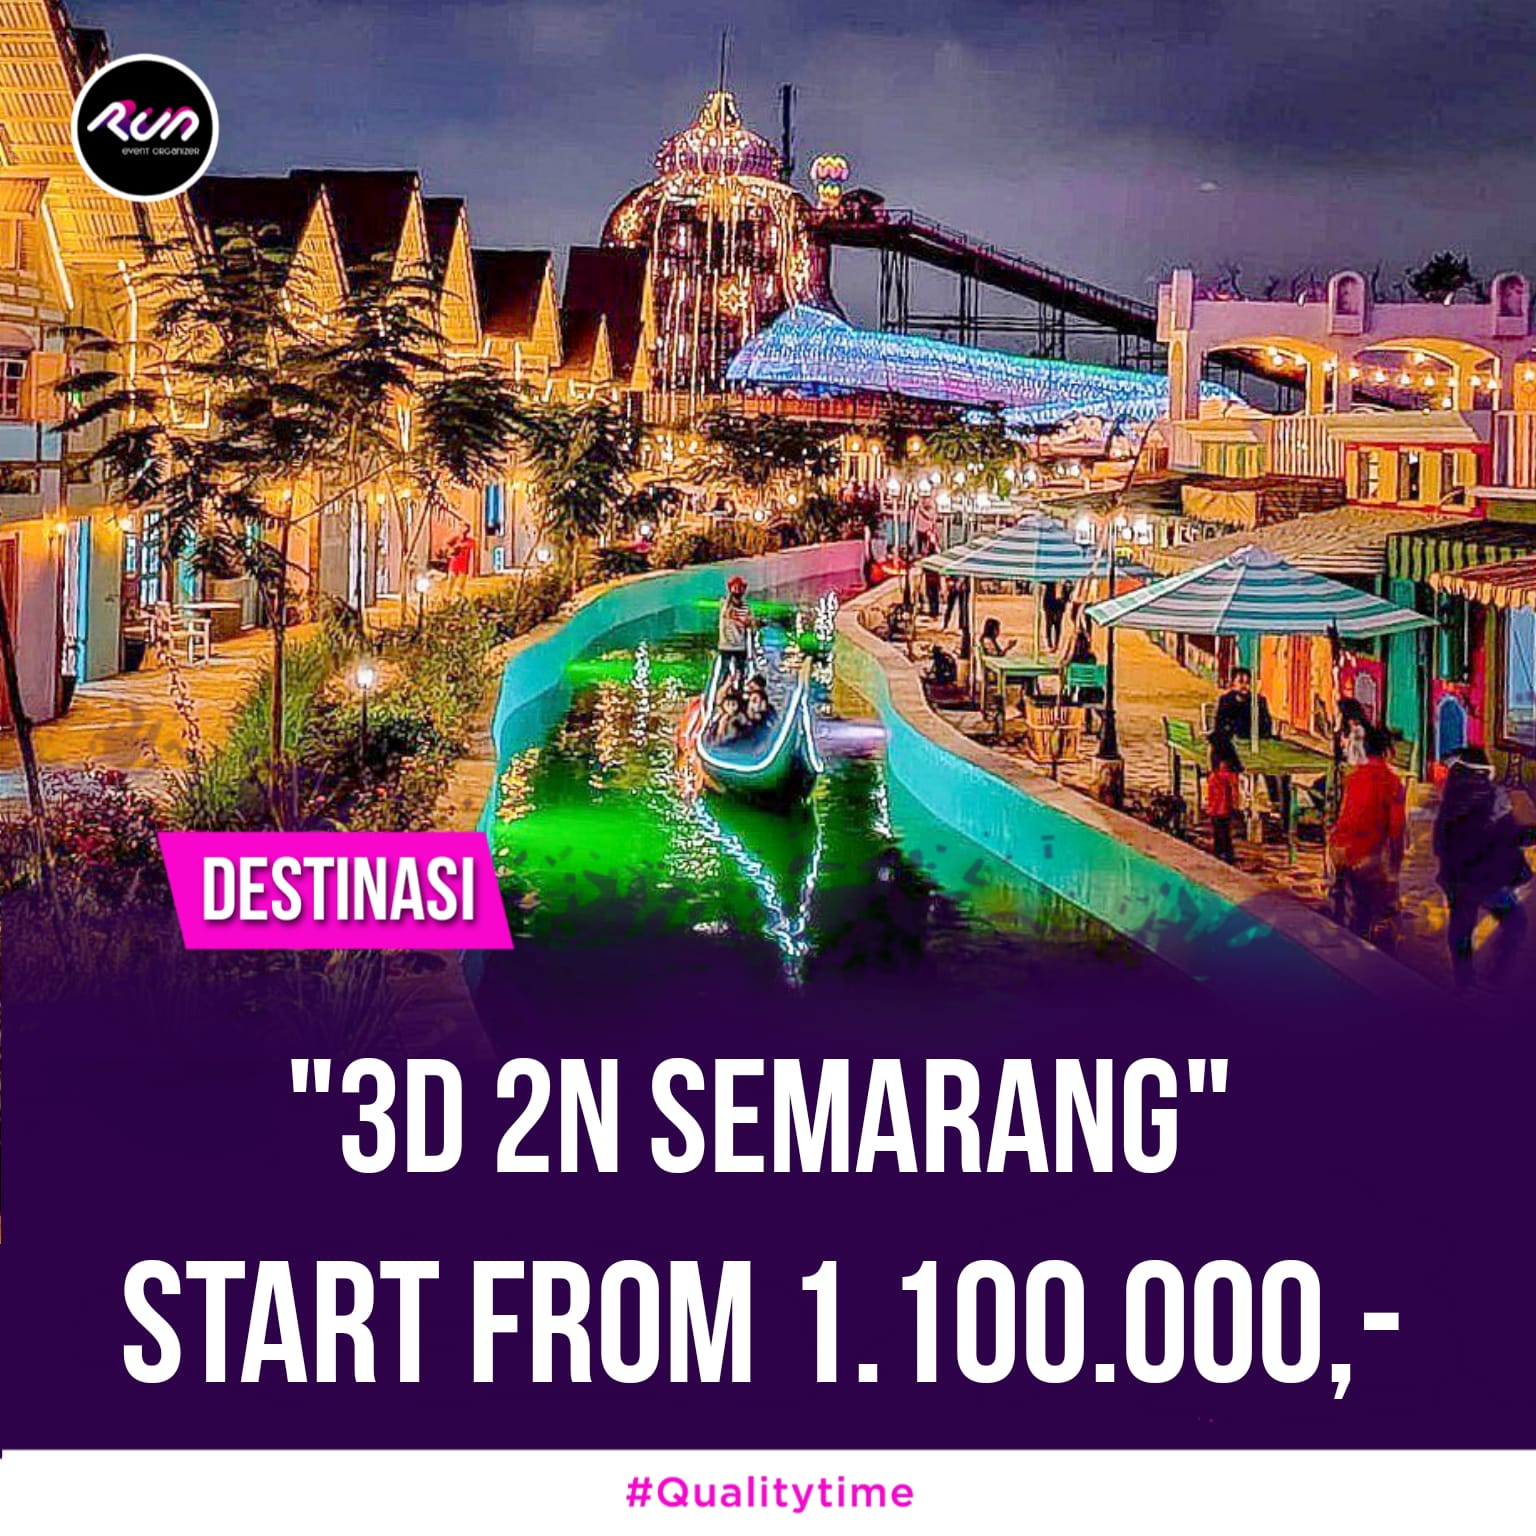 Run
EVENT ORGANIZER
DESTINASI
"3D 2N SEMARANG"
START FROM 1.100.000,-
#Qualitytime